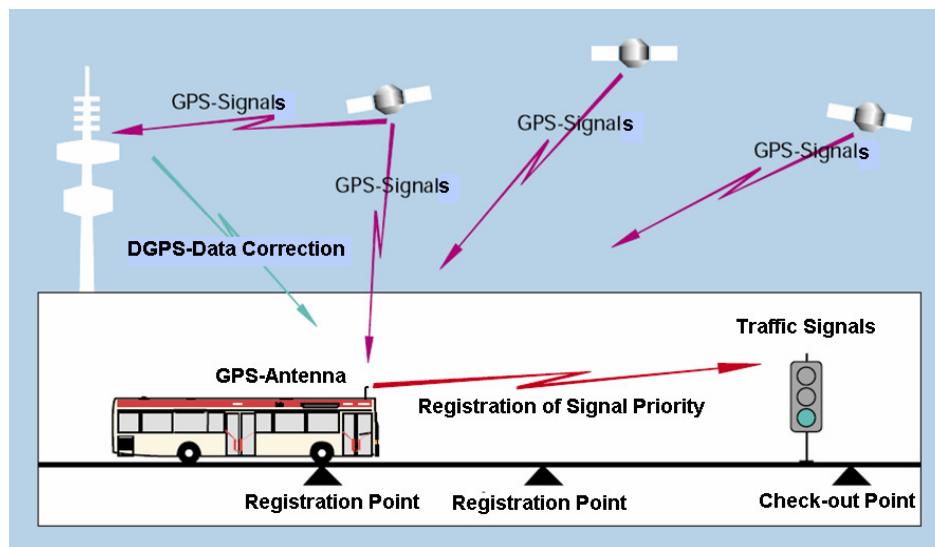 GPS-Signals
GPS-Signals
GPS-Signals
GPS-Signals
DGPS-Data Correction
Traffic Signals
GPS-Antenna
Registration of Signal Priority
Registration Point
Registration Point
Check-out Point